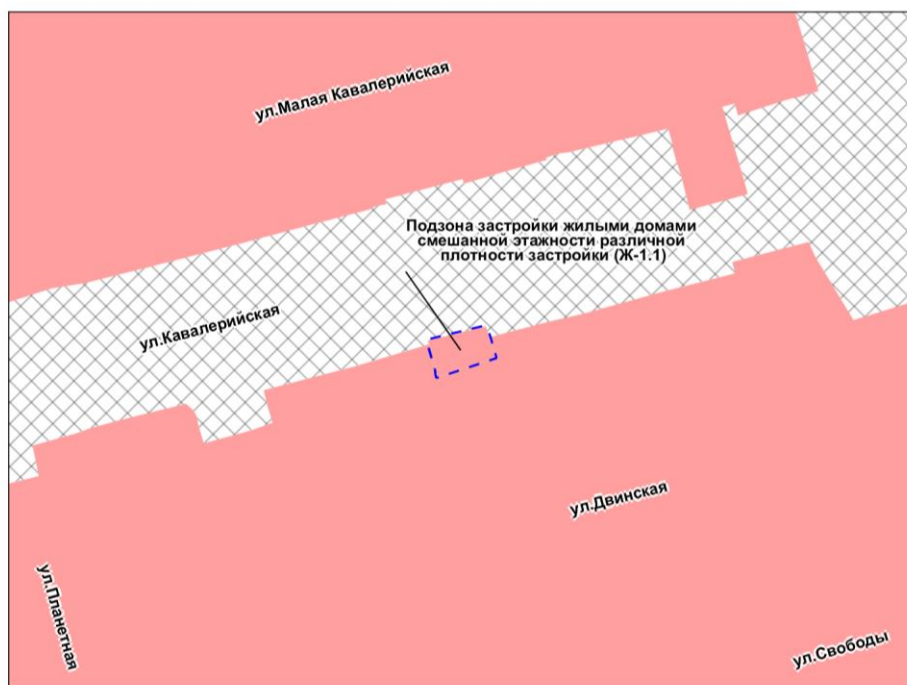 ул.Малая Кавалерийская
Подзона застройки жилыми домами
смешанной этажности различной
плотности застройки (Ж-1.1)
ул.Кавалерийская
ул.Двинская
ул.Планетная
ул.Свободы